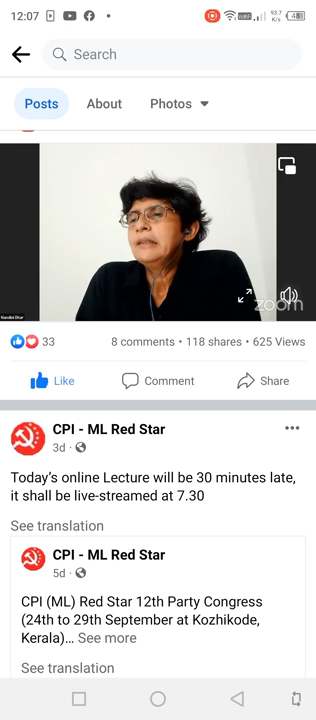 12:07
93.7
K/s
48
Search
Posts
About
Photos
Nandini Dhar
zoom
33
8 comments • 118 shares • 625 Views
Like
Comment
Share
CPI - ML Red Star
3d
Today's online Lecture will be 30 minutes late,
it shall be live-streamed at 7.30
See translation
CPI - ML Red Star
5d
CPI (ML) Red Star 12th Party Congress
(24th to 29th September at Kozhikode,
Kerala)... See more
See translation